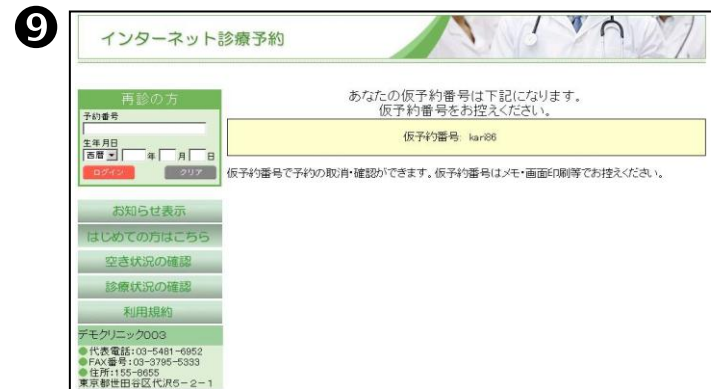 ❾
インターネット診療予約
再診の方
予約番号
生年月日
西暦 年 月 日
ログイン クリア
お知らせ表示
はじめての方はこちら
空き状況の確認
診療状況の確認
利用規約
デモクリニック003
●代表電話:03-5481-6952
●FAX番号:03-3795-5333
●住所:155-8655
東京都世田谷区代沢5-2-1
あなたの仮予約番号は下記になります。
仮予約番号をお控えください。
仮予約番号: kari86
仮予約番号で予約の取消・確認ができます。仮予約番号はメモ・画面印刷等でお控えください。